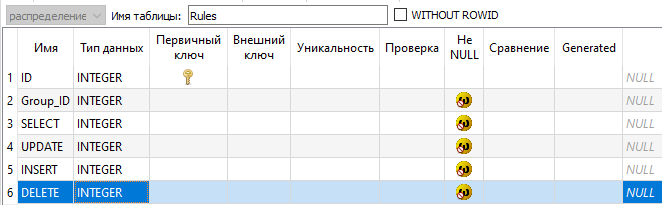 распределение Имя таблицы: Rules WITHOUT ROWID
Имя Тип данных Первичный ключ Внешний ключ Уникальность Проверка Не NULL Сравнение Generated
1 ID INTEGER NULL
2 Group_ID INTEGER NULL
3 SELECT INTEGER NULL
4 UPDATE INTEGER NULL
5 INSERT INTEGER NULL
6 DELETE INTEGER NULL